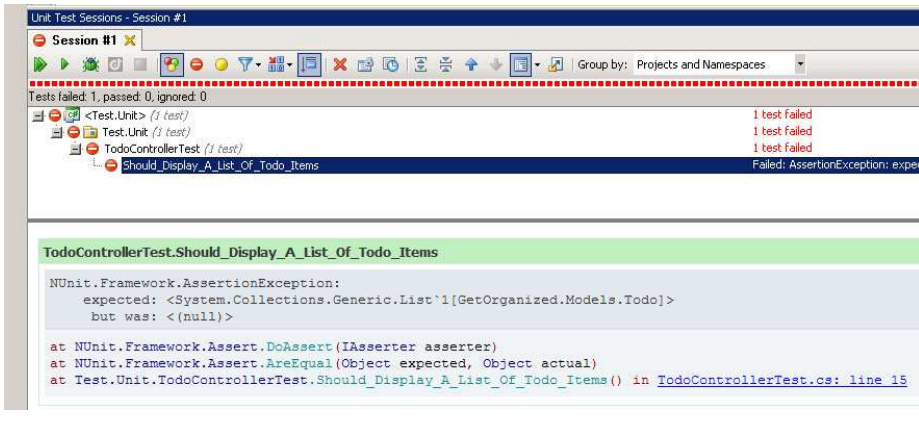 Unit Test Sessions - Session #1
Session #1
Group by: Projects and Namespaces
Tests failed: 1, passed: 0, ignored: 0
<Test.Unit> (1 test) 1 test failed
Test.Unit (1 test) 1 test failed
TodoControllerTest (1 test) 1 test failed
Should_Display_A_List_Of_Todo_Items Failed: AssertionException: expec
TodoControllerTest.Should_Display_A_List_Of_Todo_Items
NUnit.Framework.AssertionException:
expected: <System.Collections.Generic.List`1[GetOrganized.Models.Todo]>
but was: <(null)>
at NUnit.Framework.Assert.DoAssert(IAsserter asserter)
at NUnit.Framework.Assert.AreEqual(Object expected, Object actual)
at Test.Unit.TodoControllerTest.Should_Display_A_List_Of_Todo_Items() in TodoControllerTest.cs: line 15